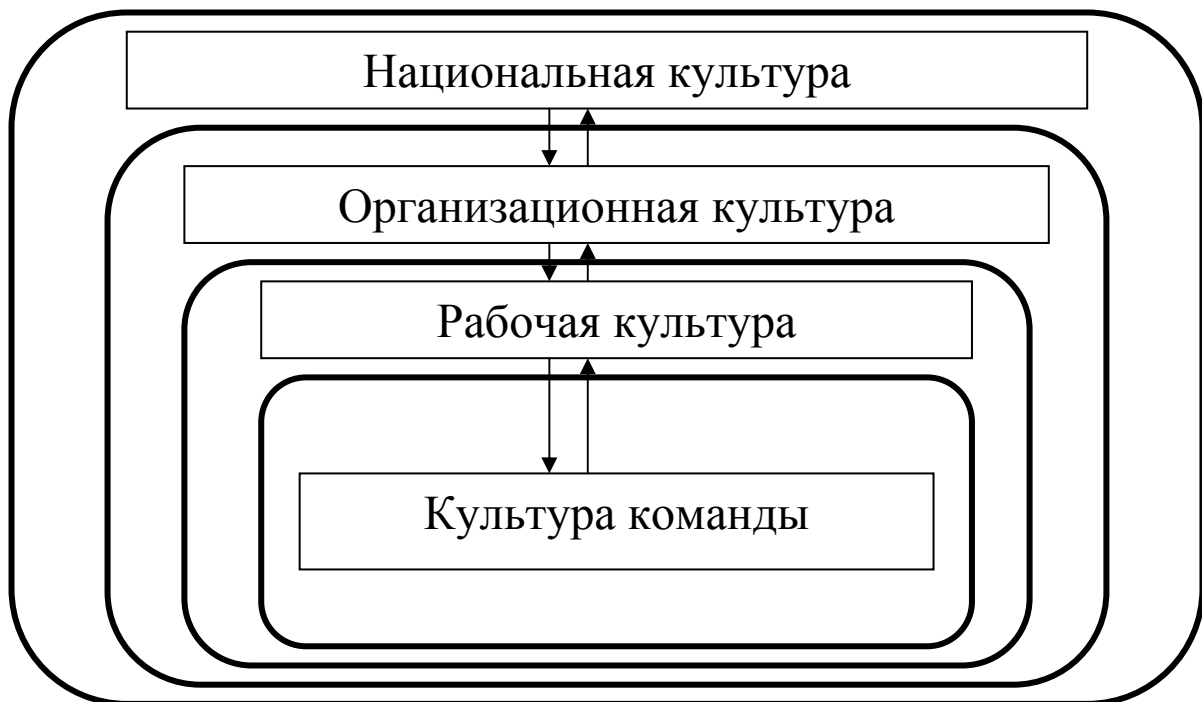 Национальная культура
Организационная культура
Рабочая культура
Культура команды